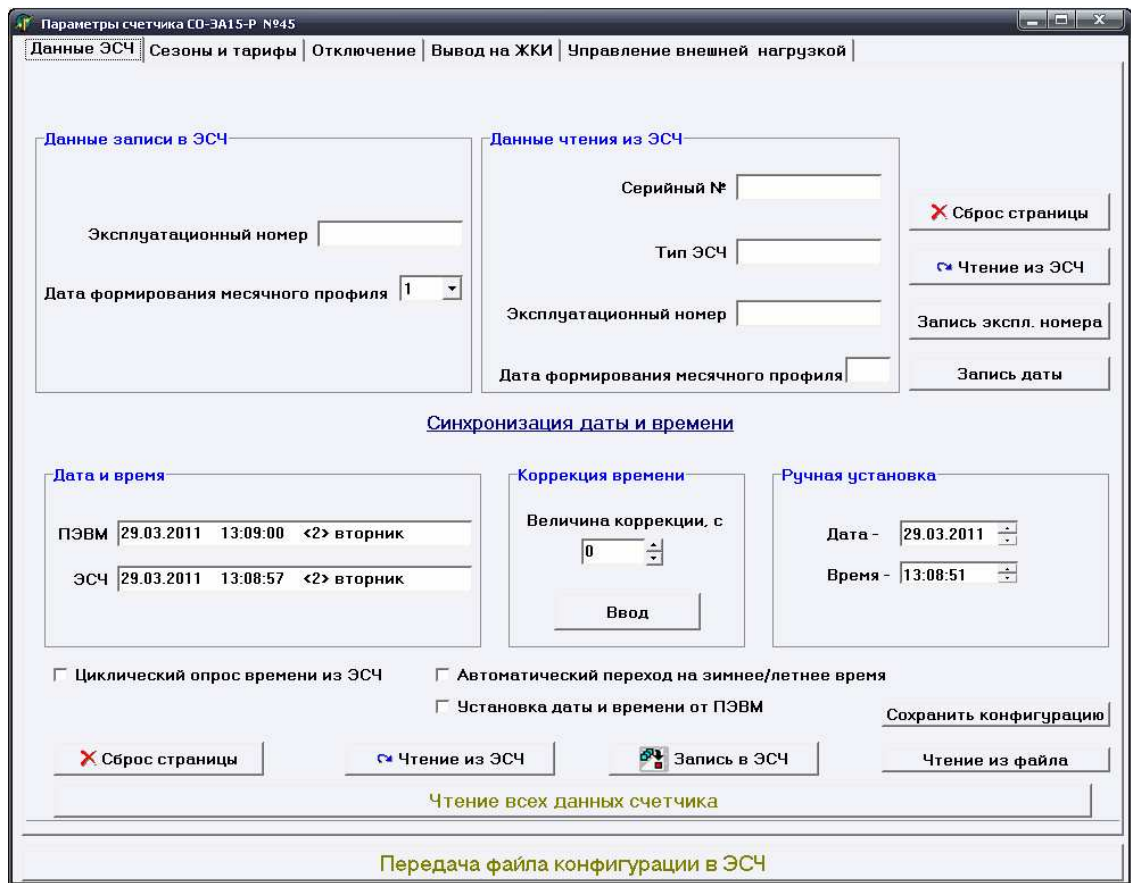 Параметры счетчика СО-ЭА15-Р №45
Данные ЭСЧ Сезоны и тарифы Отключение Вывод на ЖКИ Управление внешней нагрузкой
Данные записи в ЭСЧ
Эксплуатационный номер
Дата формирования месячного профиля 1
Данные чтения из ЭСЧ
Серийный №
Тип ЭСЧ
Эксплуатационный номер
Дата формирования месячного профиля
Сброс страницы
Чтение из ЭСЧ
Запись экспл. номера
Запись даты
Синхронизация даты и времени
Дата и время
ПЭВМ 29.03.2011 13:09:00 <2> вторник
ЭСЧ 29.03.2011 13:08:57 <2> вторник
Коррекция времени
Величина коррекции, с
0
Ввод
Ручная установка
Дата - 29.03.2011
Время - 13:08:51
Циклический опрос времени из ЭСЧ
Автоматический переход на зимнее/летнее время
Установка даты и времени от ПЭВМ
Сохранить конфигурацию
Сброс страницы Чтение из ЭСЧ Запись в ЭСЧ Чтение из файла
Чтение всех данных счетчика
Передача файла конфигурации в ЭСЧ